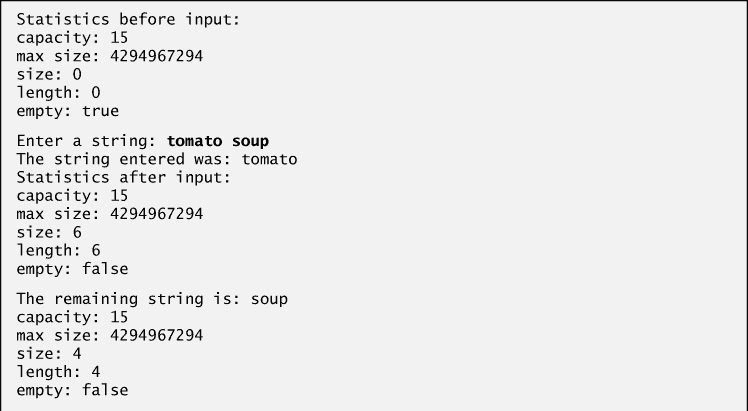 Statistics before input:
capacity: 15
max size: 4294967294
size: 0
length: 0
empty: true
Enter a string: tomato soup
The string entered was: tomato
Statistics after input:
capacity: 15
max size: 4294967294
size: 6
length: 6
empty: false
The remaining string is: soup
capacity: 15
max size: 4294967294
size: 4
length: 4
empty: false